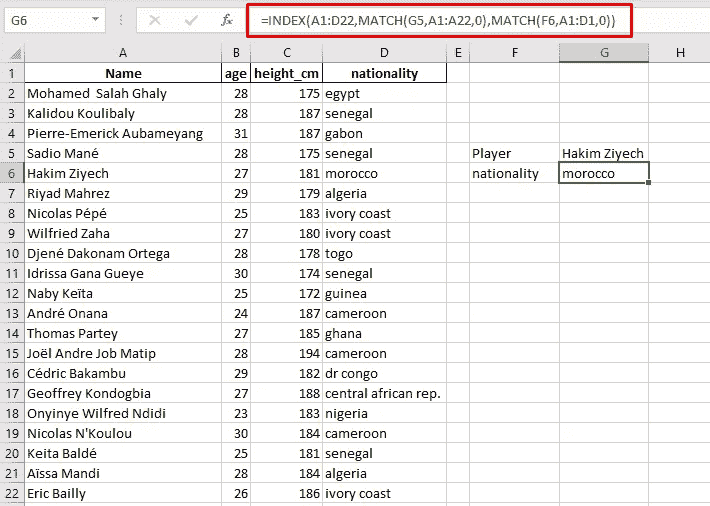 G6 fx =INDEX(A1:D22,MATCH(G5,A1:A22,0),MATCH(F6,A1:D1,0))
A B C D E F G H
1 Name age height_cm nationality
2 Mohamed Salah Ghaly 28 175 egypt
3 Kalidou Koulibaly 28 187 senegal
4 Pierre-Emerick Aubameyang 31 187 gabon
5 Sadio Mané 28 175 senegal Player Hakim Ziyech
6 Hakim Ziyech 27 181 morocco nationality morocco
7 Riyad Mahrez 29 179 algeria
8 Nicolas Pépé 25 183 ivory coast
9 Wilfried Zaha 27 180 ivory coast
10 Djené Dakonam Ortega 28 178 togo
11 Idrissa Gana Gueye 30 174 senegal
12 Naby Keïta 25 172 guinea
13 André Onana 24 187 cameroon
14 Thomas Partey 27 185 ghana
15 Joël Andre Job Matip 28 194 cameroon
16 Cédric Bakambu 29 182 dr congo
17 Geoffrey Kondogbia 27 188 central african rep.
18 Onyinye Wilfred Ndidi 23 183 nigeria
19 Nicolas N'Koulou 30 184 cameroon
20 Keita Baldé 25 181 senegal
21 Aïssa Mandi 28 184 algeria
22 Eric Bailly 26 186 ivory coast